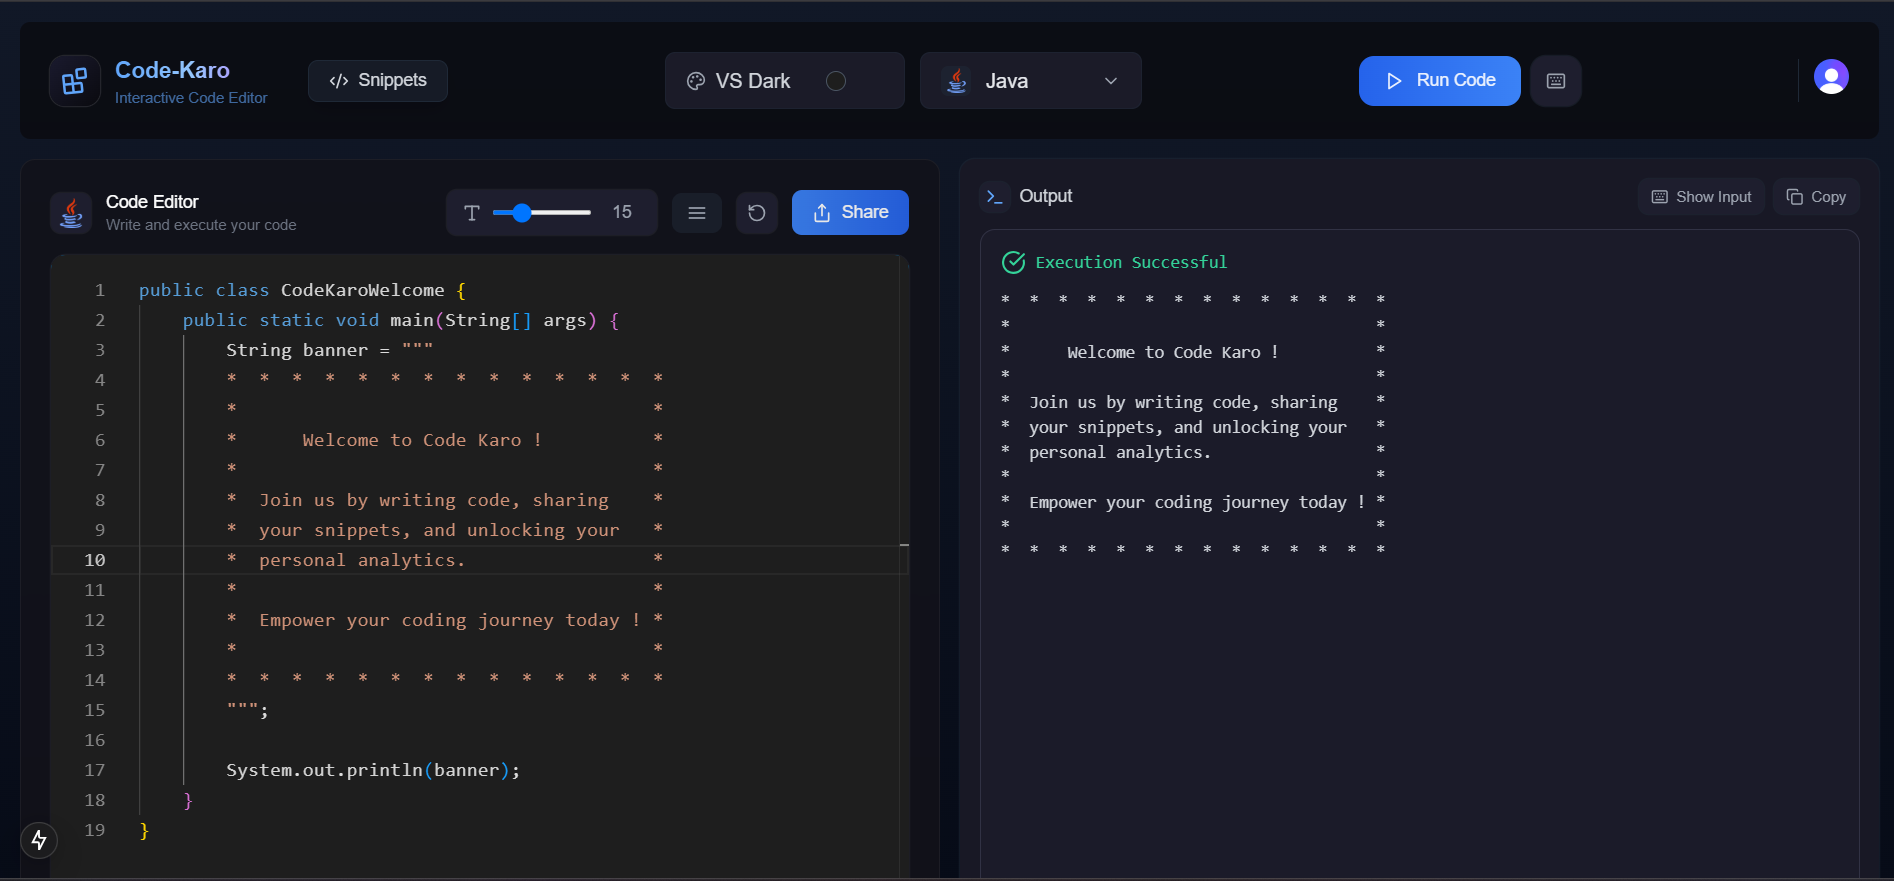 Code-Karo
Interactive Code Editor
</> Snippets
VS Dark
Java
Run Code
Code Editor
Write and execute your code
15
Share
1 public class CodeKaroWelcome {
2     public static void main(String[] args) {
3         String banner = """
4         *  *  *  *  *  *  *  *  *  *  *  *  *  *
5         *                                      *
6         *      Welcome to Code Karo !          *
7         *                                      *
8         *  Join us by writing code, sharing    *
9         *  your snippets, and unlocking your   *
10         *  personal analytics.                 *
11         *                                      *
12         *  Empower your coding journey today ! *
13         *                                      *
14         *  *  *  *  *  *  *  *  *  *  *  *  *  *
15         """;
16
17         System.out.println(banner);
18     }
19 }
Output
Show Input
Copy
Execution Successful
*  *  *  *  *  *  *  *  *  *  *  *  *  *
*                                      *
*      Welcome to Code Karo !          *
*                                      *
*  Join us by writing code, sharing    *
*  your snippets, and unlocking your   *
*  personal analytics.                 *
*                                      *
*  Empower your coding journey today ! *
*                                      *
*  *  *  *  *  *  *  *  *  *  *  *  *  *